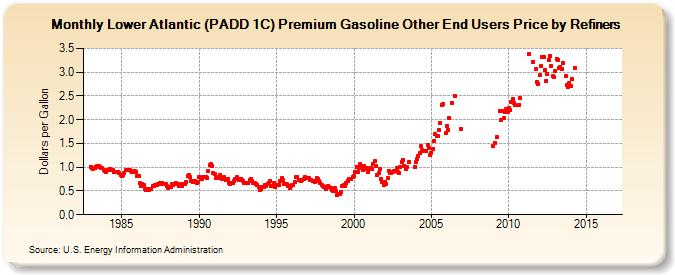 Monthly Lower Atlantic (PADD 1C) Premium Gasoline Other End Users Price by Refiners
Dollars per Gallon
3.5
3.0
2.5
2.0
1.5
1.0
0.5
0.0
1985 1990 1995 2000 2005 2010 2015
Source: U.S. Energy Information Administration